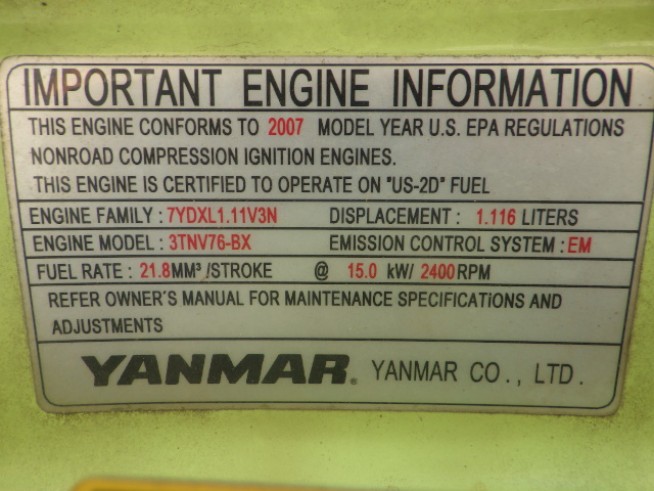 IMPORTANT ENGINE INFORMATION
THIS ENGINE CONFORMS TO 2007 MODEL YEAR U.S. EPA REGULATIONS
NONROAD COMPRESSION IGNITION ENGINES.
THIS ENGINE IS CERTIFIED TO OPERATE ON "US-2D" FUEL
ENGINE FAMILY : 7YDXL1.11V3N DISPLACEMENT : 1.116 LITERS
ENGINE MODEL : 3TNV76-BX EMISSION CONTROL SYSTEM : EM
FUEL RATE : 21.8MM³ /STROKE @ 15.0 kW/ 2400 RPM
REFER OWNER'S MANUAL FOR MAINTENANCE SPECIFICATIONS AND
ADJUSTMENTS
YANMAR. YANMAR CO., LTD.